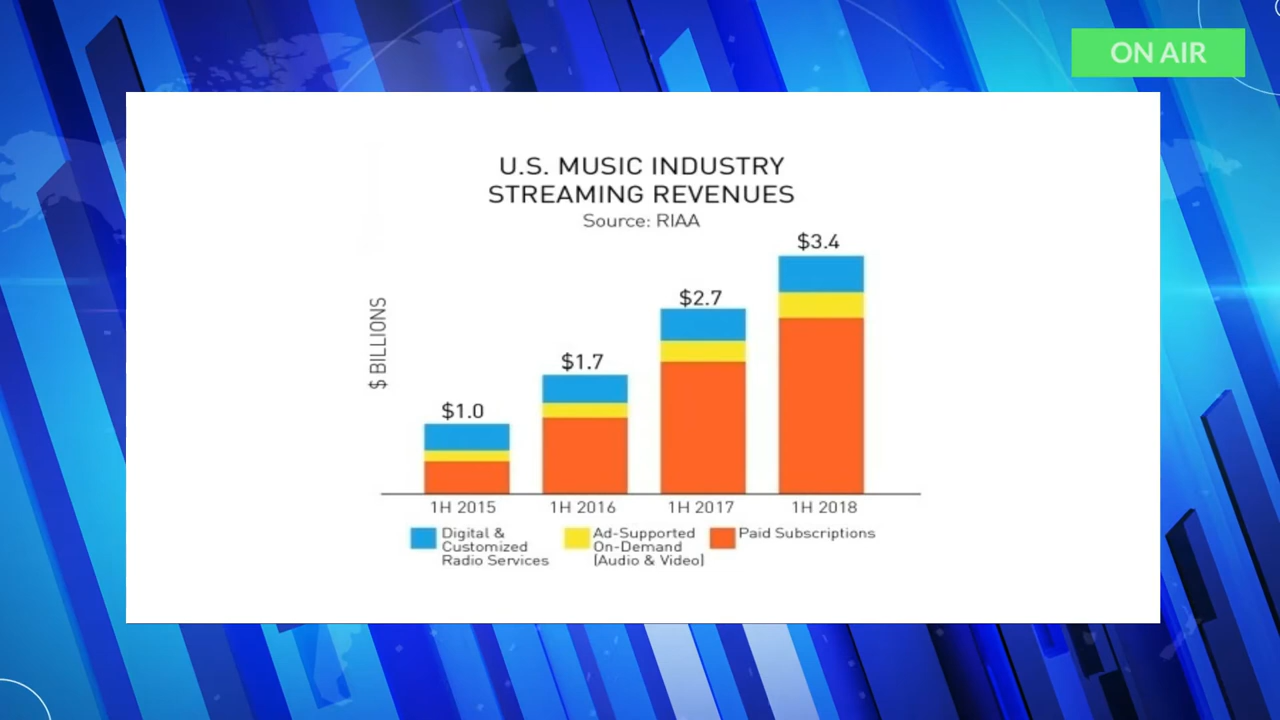 ON AIR
U.S. MUSIC INDUSTRY
STREAMING REVENUES
Source: RIAA
$ BILLIONS
$1.0
$1.7
$2.7
$3.4
1H 2015
1H 2016
1H 2017
1H 2018
Digital &
Customized
Radio Services
Ad-Supported
On-Demand
(Audio & Video)
Paid Subscriptions